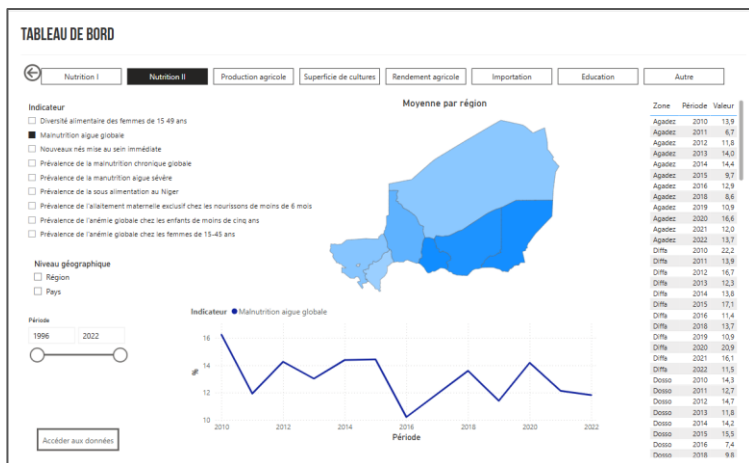 TABLEAU DE BORD
Nutrition I
Nutrition II
Production agricole
Superficie de cultures
Rendement agricole
Importation
Education
Autre
Indicateur
Diversité alimentaire des femmes de 15 49 ans
Malnutrition aigue globale
Nouveaux nés mise au sein immédiate
Prévalence de la malnutrition chronique globale
Prévalence de la manutrition aigüe sévère
Prévalence de la sous alimentation au Niger
Prévalence de l'allaitement maternelle exclusif chez les nourissons de moins de 6 mois
Prévalence de l'anémie globale chez les enfants de moins de cinq ans
Prévalence de l'anémie globale chez les femmes de 15-45 ans
Niveau géographique
Région
Pays
Période
1996 2022
Accéder aux données
Moyenne par région
Indicateur Malnutrition aigue globale
16
14
12
10
%
2010 2012 2014 2016 2018 2020 2022
Période
Zone Période Valeur
Agadez 2010 13,9
Agadez 2011 6,7
Agadez 2012 11,8
Agadez 2013 14,0
Agadez 2014 14,4
Agadez 2015 9,7
Agadez 2016 12,9
Agadez 2018 8,6
Agadez 2019 10,9
Agadez 2020 16,6
Agadez 2021 12,0
Agadez 2022 13,7
Diffa 2010 22,2
Diffa 2011 13,9
Diffa 2012 16,7
Diffa 2013 12,3
Diffa 2014 13,8
Diffa 2015 17,1
Diffa 2016 11,4
Diffa 2018 13,7
Diffa 2019 10,9
Diffa 2020 20,9
Diffa 2021 16,1
Diffa 2022 11,5
Dosso 2010 14,3
Dosso 2011 12,7
Dosso 2012 14,7
Dosso 2013 11,8
Dosso 2014 14,2
Dosso 2015 15,5
Dosso 2016 7,4
Dosso 2018 9,8